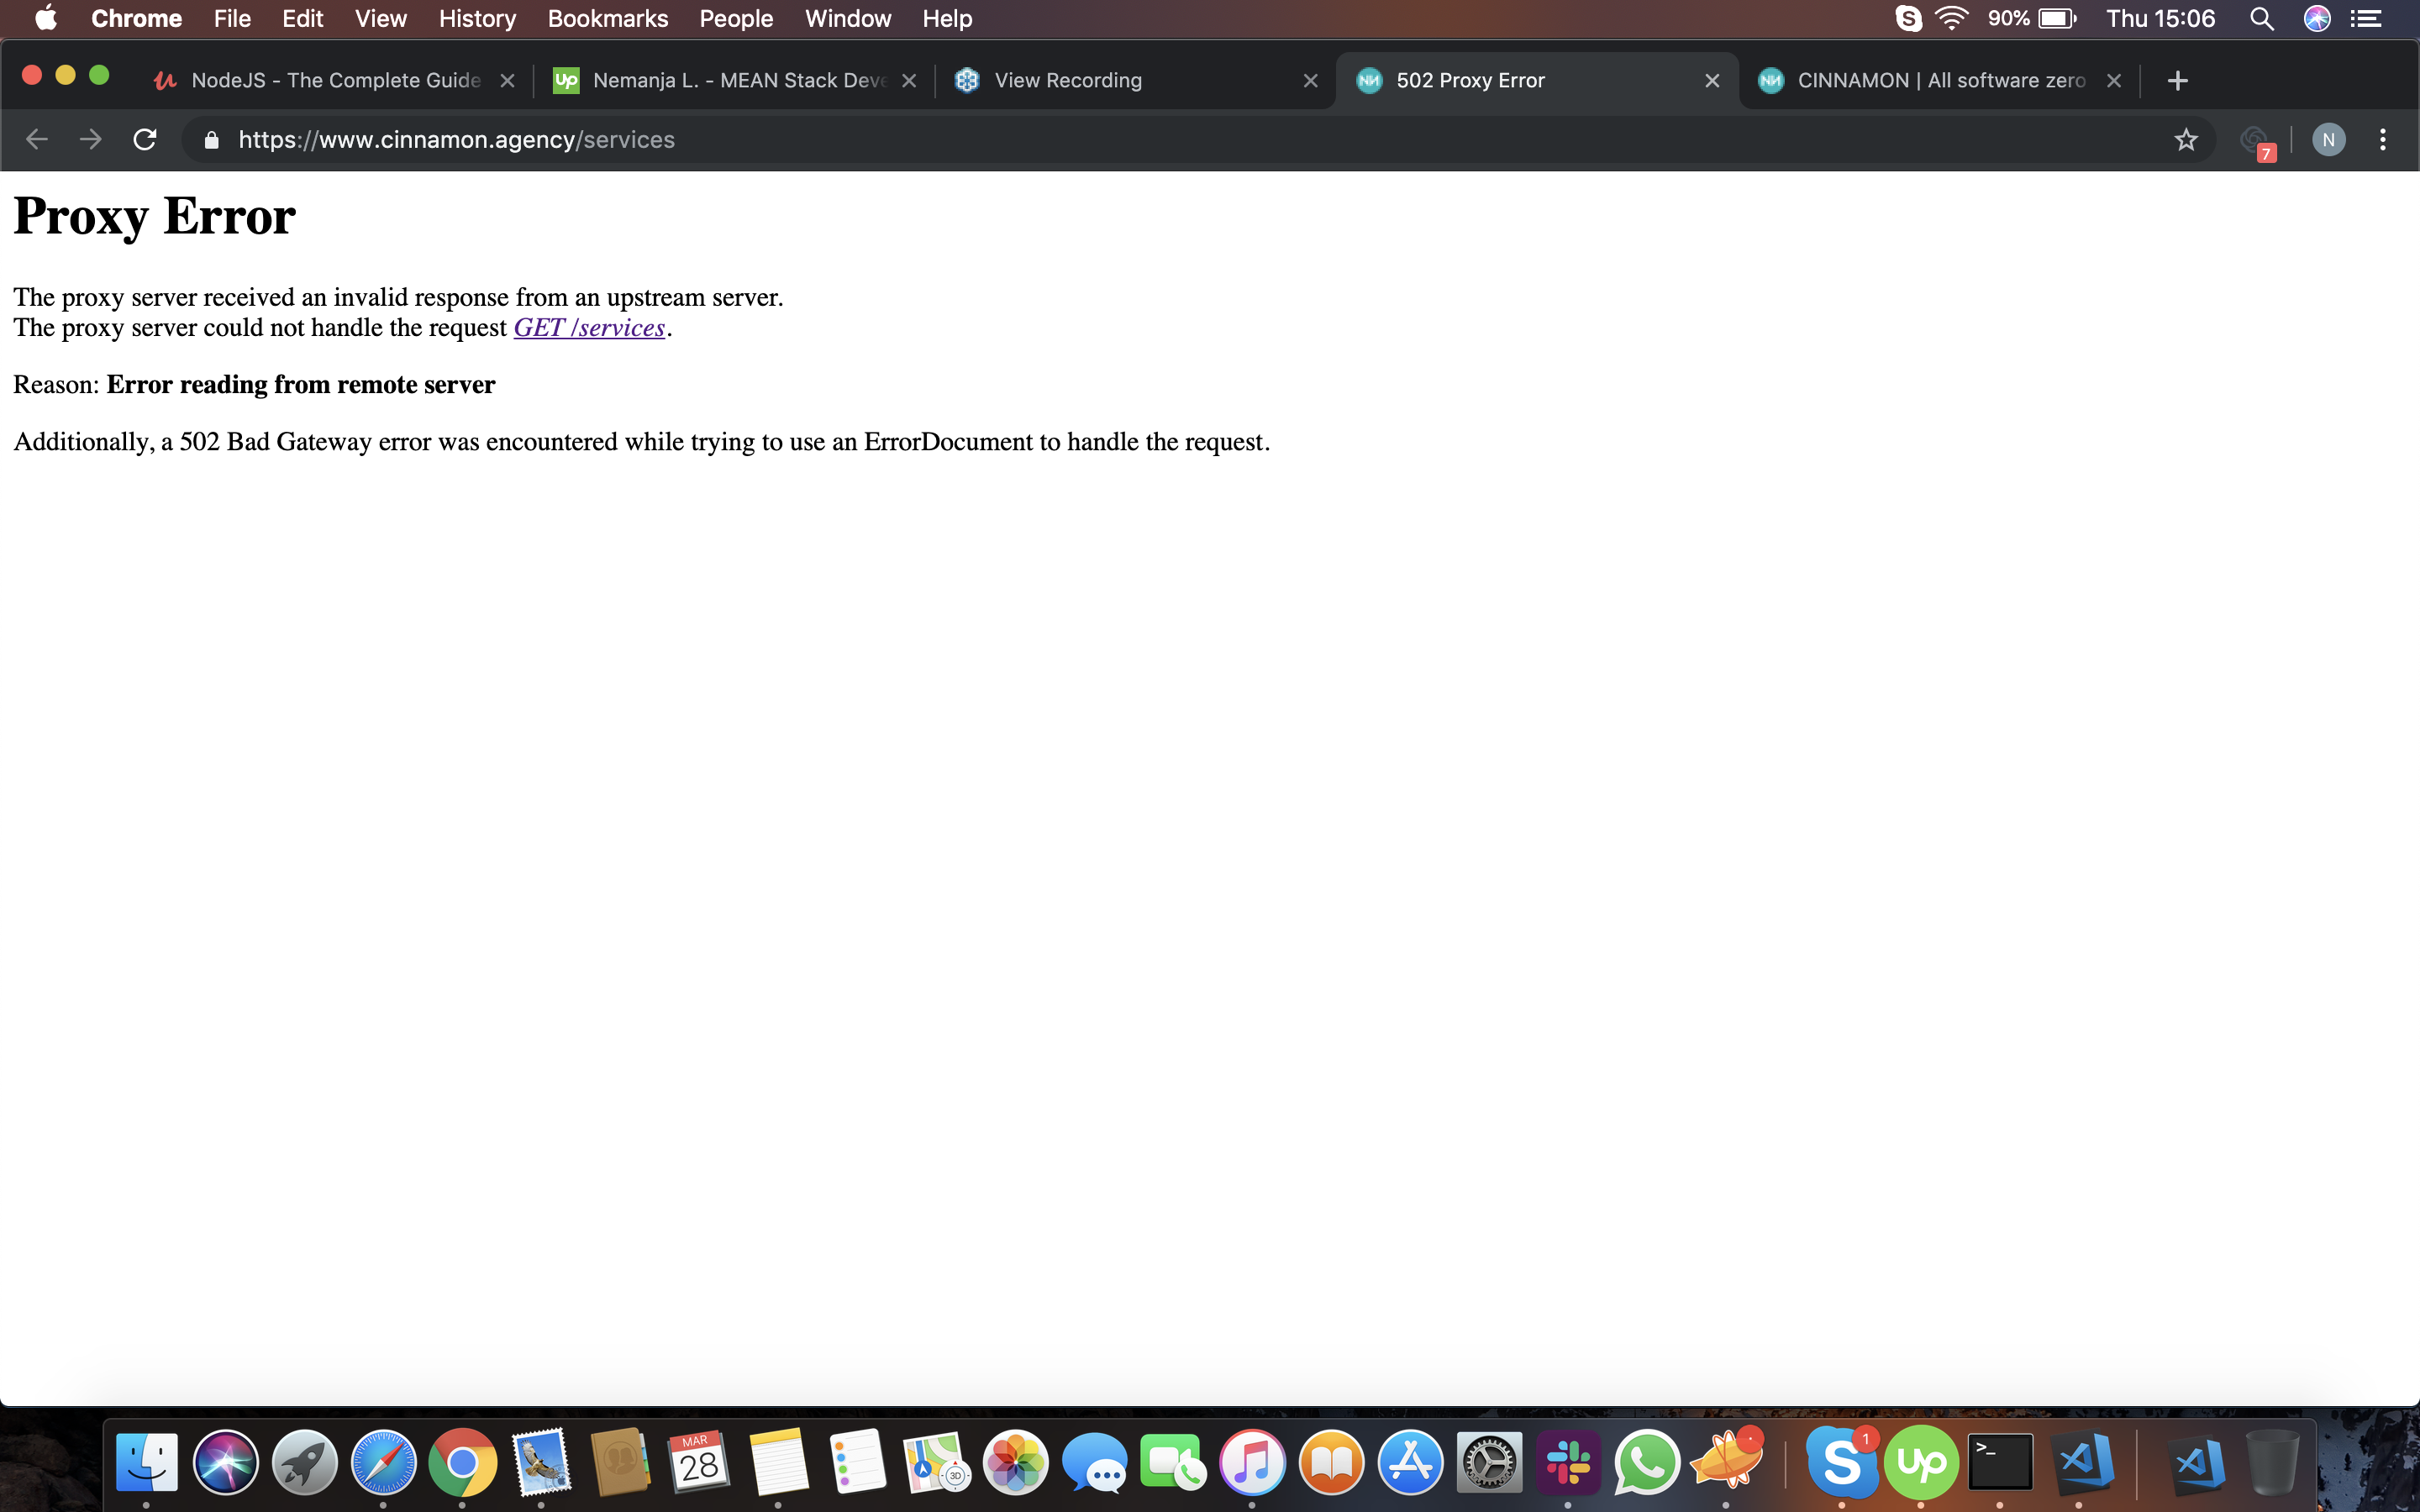 Chrome File Edit View History Bookmarks People Window Help
S 90% Thu 15:06
NodeJS - The Complete Guide
Up Nemanja L. - MEAN Stack Deve
View Recording
502 Proxy Error
CINNAMON | All software zero
https://www.cinnamon.agency/services
7
N
Proxy Error
The proxy server received an invalid response from an upstream server.
The proxy server could not handle the request GET /services.
Reason: Error reading from remote server
Additionally, a 502 Bad Gateway error was encountered while trying to use an ErrorDocument to handle the request.
MAR
28
3D
S 1
Up
>_